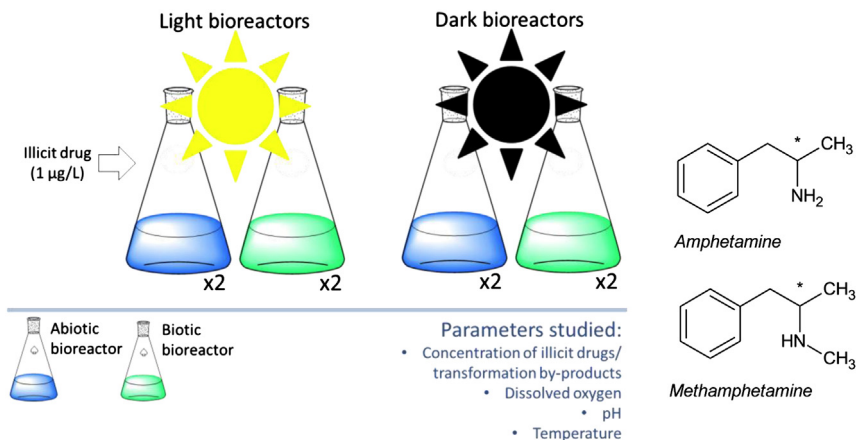 Light bioreactors
Dark bioreactors
Illicit drug
(1 µg/L)
x2
x2
x2
x2
Abiotic
bioreactor
Biotic
bioreactor
Parameters studied:
• Concentration of illicit drugs/
transformation by-products
• Dissolved oxygen
• pH
• Temperature
*
CH₃
NH₂
Amphetamine
*
CH₃
HN
CH₃
Methamphetamine